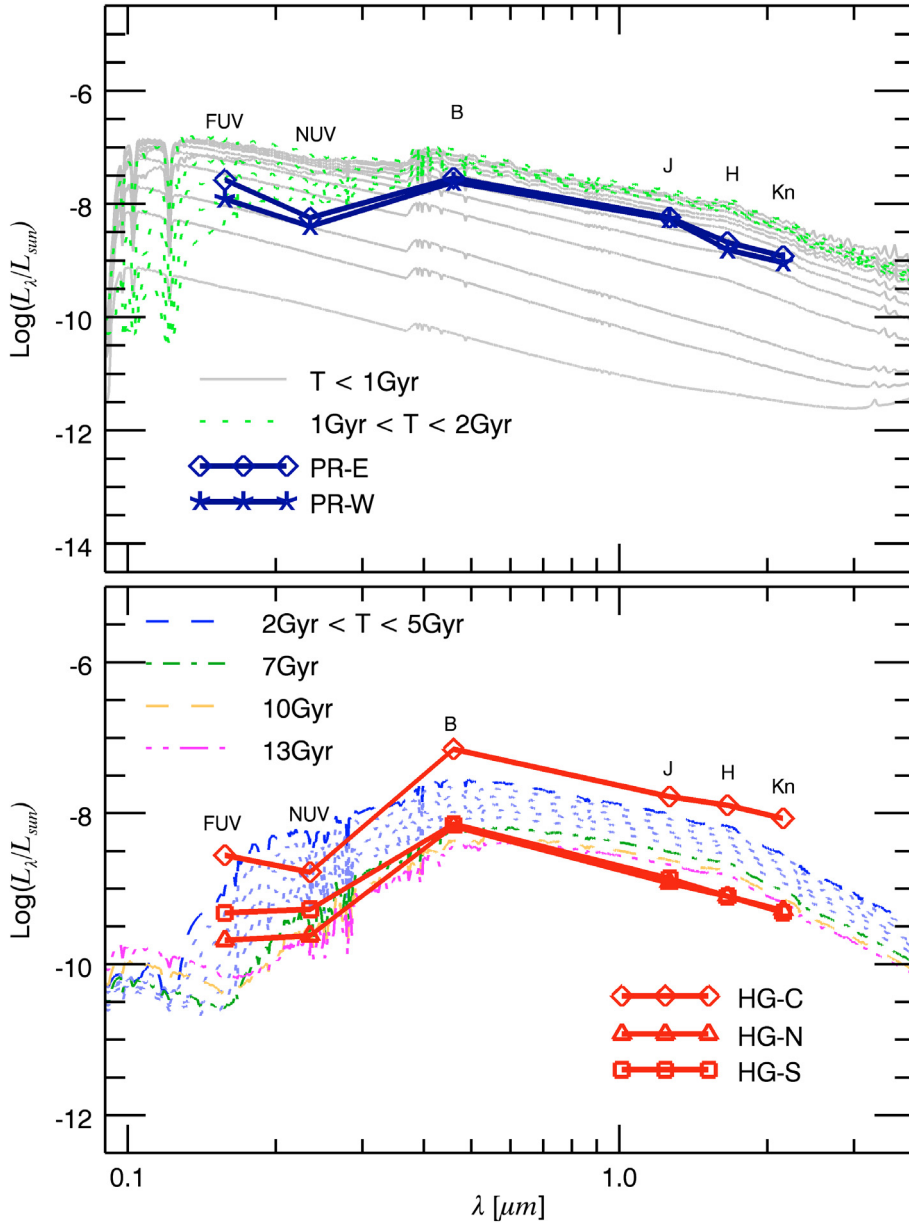 -6
-8
-10
-12
-14
Log(Lλ/Lsun)
FUV
NUV
B
J
H
Kn
T < 1Gyr
1Gyr < T < 2Gyr
PR-E
PR-W
-6
-8
-10
-12
Log(Lλ/Lsun)
2Gyr < T < 5Gyr
7Gyr
10Gyr
13Gyr
FUV
NUV
B
J
H
Kn
HG-C
HG-N
HG-S
0.1
1.0
λ [μm]